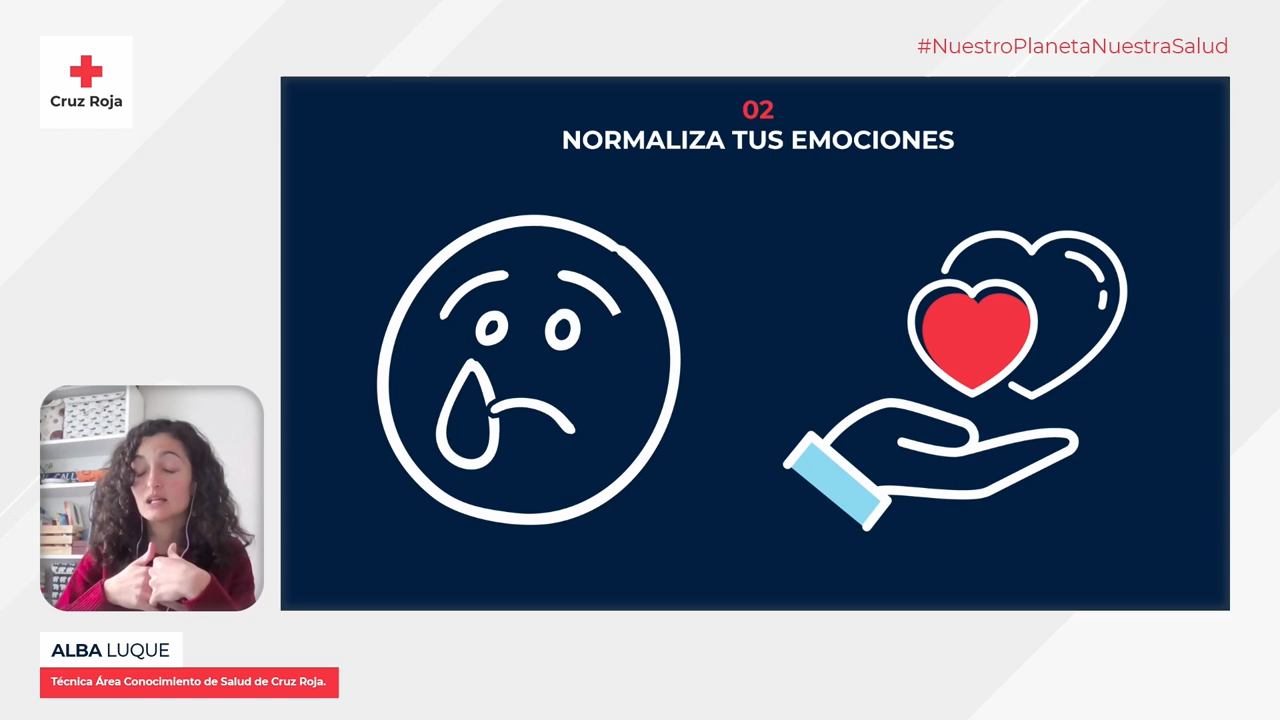 Cruz Roja
#NuestroPlanetaNuestraSalud
02
NORMALIZA TUS EMOCIONES
ALBA LUQUE
Técnica Área Conocimiento de Salud de Cruz Roja.